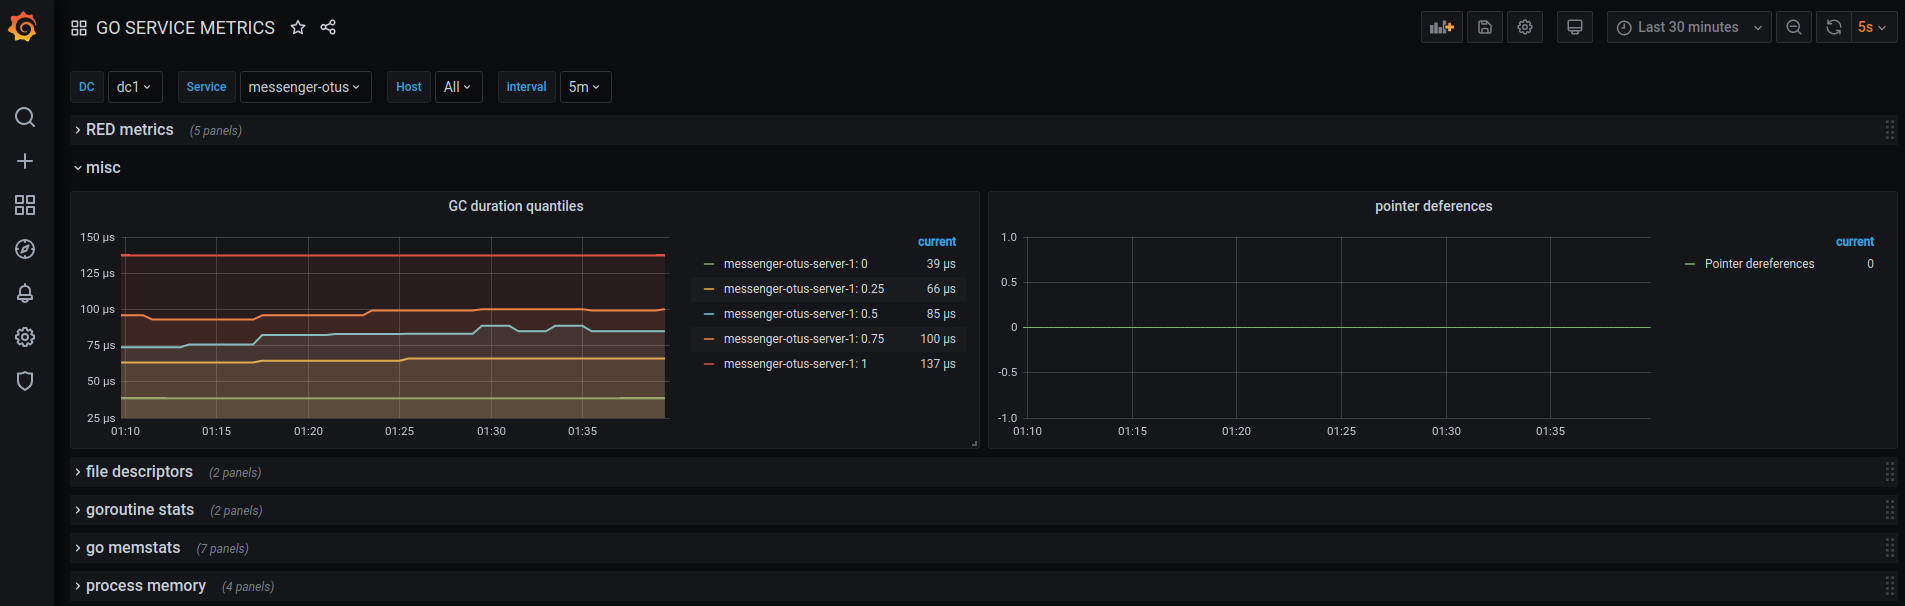 GO SERVICE METRICS
Last 30 minutes
5s
DC dc1 Service messenger-otus Host All Interval 5m
RED metrics (5 panels)
misc
GC duration quantiles
150 µs
125 µs
100 µs
75 µs
50 µs
25 µs
01:10 01:15 01:20 01:25 01:30 01:35
current
messenger-otus-server-1: 0 39 µs
messenger-otus-server-1: 0.25 66 µs
messenger-otus-server-1: 0.5 85 µs
messenger-otus-server-1: 0.75 100 µs
messenger-otus-server-1: 1 137 µs
pointer deferences
1.0
0.5
0
-0.5
-1.0
01:10 01:15 01:20 01:25 01:30 01:35
current
Pointer dereferences 0
file descriptors (2 panels)
goroutine stats (2 panels)
go memstats (7 panels)
process memory (4 panels)